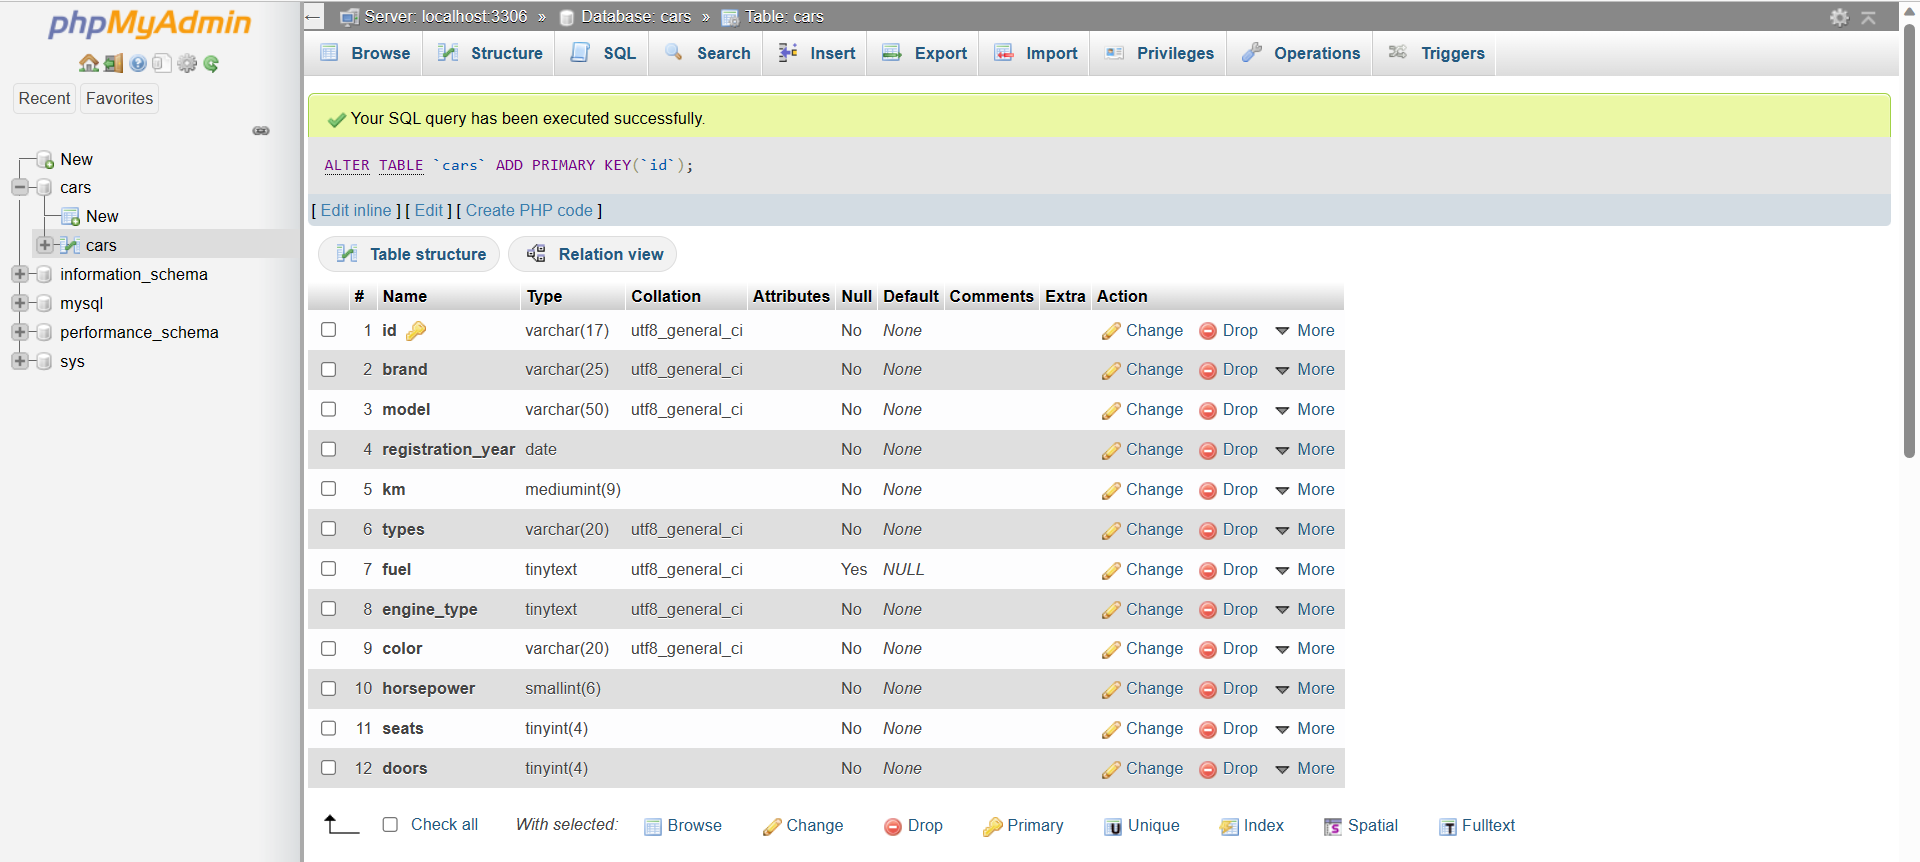 phpMyAdmin
Recent Favorites
New
cars
New
cars
information_schema
mysql
performance_schema
sys
Server: localhost:3306 » Database: cars » Table: cars
Browse Structure SQL Search Insert Export Import Privileges Operations Triggers
Your SQL query has been executed successfully.
ALTER TABLE `cars` ADD PRIMARY KEY(`id`);
[ Edit inline ] [ Edit ] [ Create PHP code ]
Table structure Relation view
# Name Type Collation Attributes Null Default Comments Extra Action
1 id varchar(17) utf8_general_ci No None Change Drop More
2 brand varchar(25) utf8_general_ci No None Change Drop More
3 model varchar(50) utf8_general_ci No None Change Drop More
4 registration_year date No None Change Drop More
5 km mediumint(9) No None Change Drop More
6 types varchar(20) utf8_general_ci No None Change Drop More
7 fuel tinytext utf8_general_ci Yes NULL Change Drop More
8 engine_type tinytext utf8_general_ci No None Change Drop More
9 color varchar(20) utf8_general_ci No None Change Drop More
10 horsepower smallint(6) No None Change Drop More
11 seats tinyint(4) No None Change Drop More
12 doors tinyint(4) No None Change Drop More
Check all With selected: Browse Change Drop Primary Unique Index Spatial Fulltext